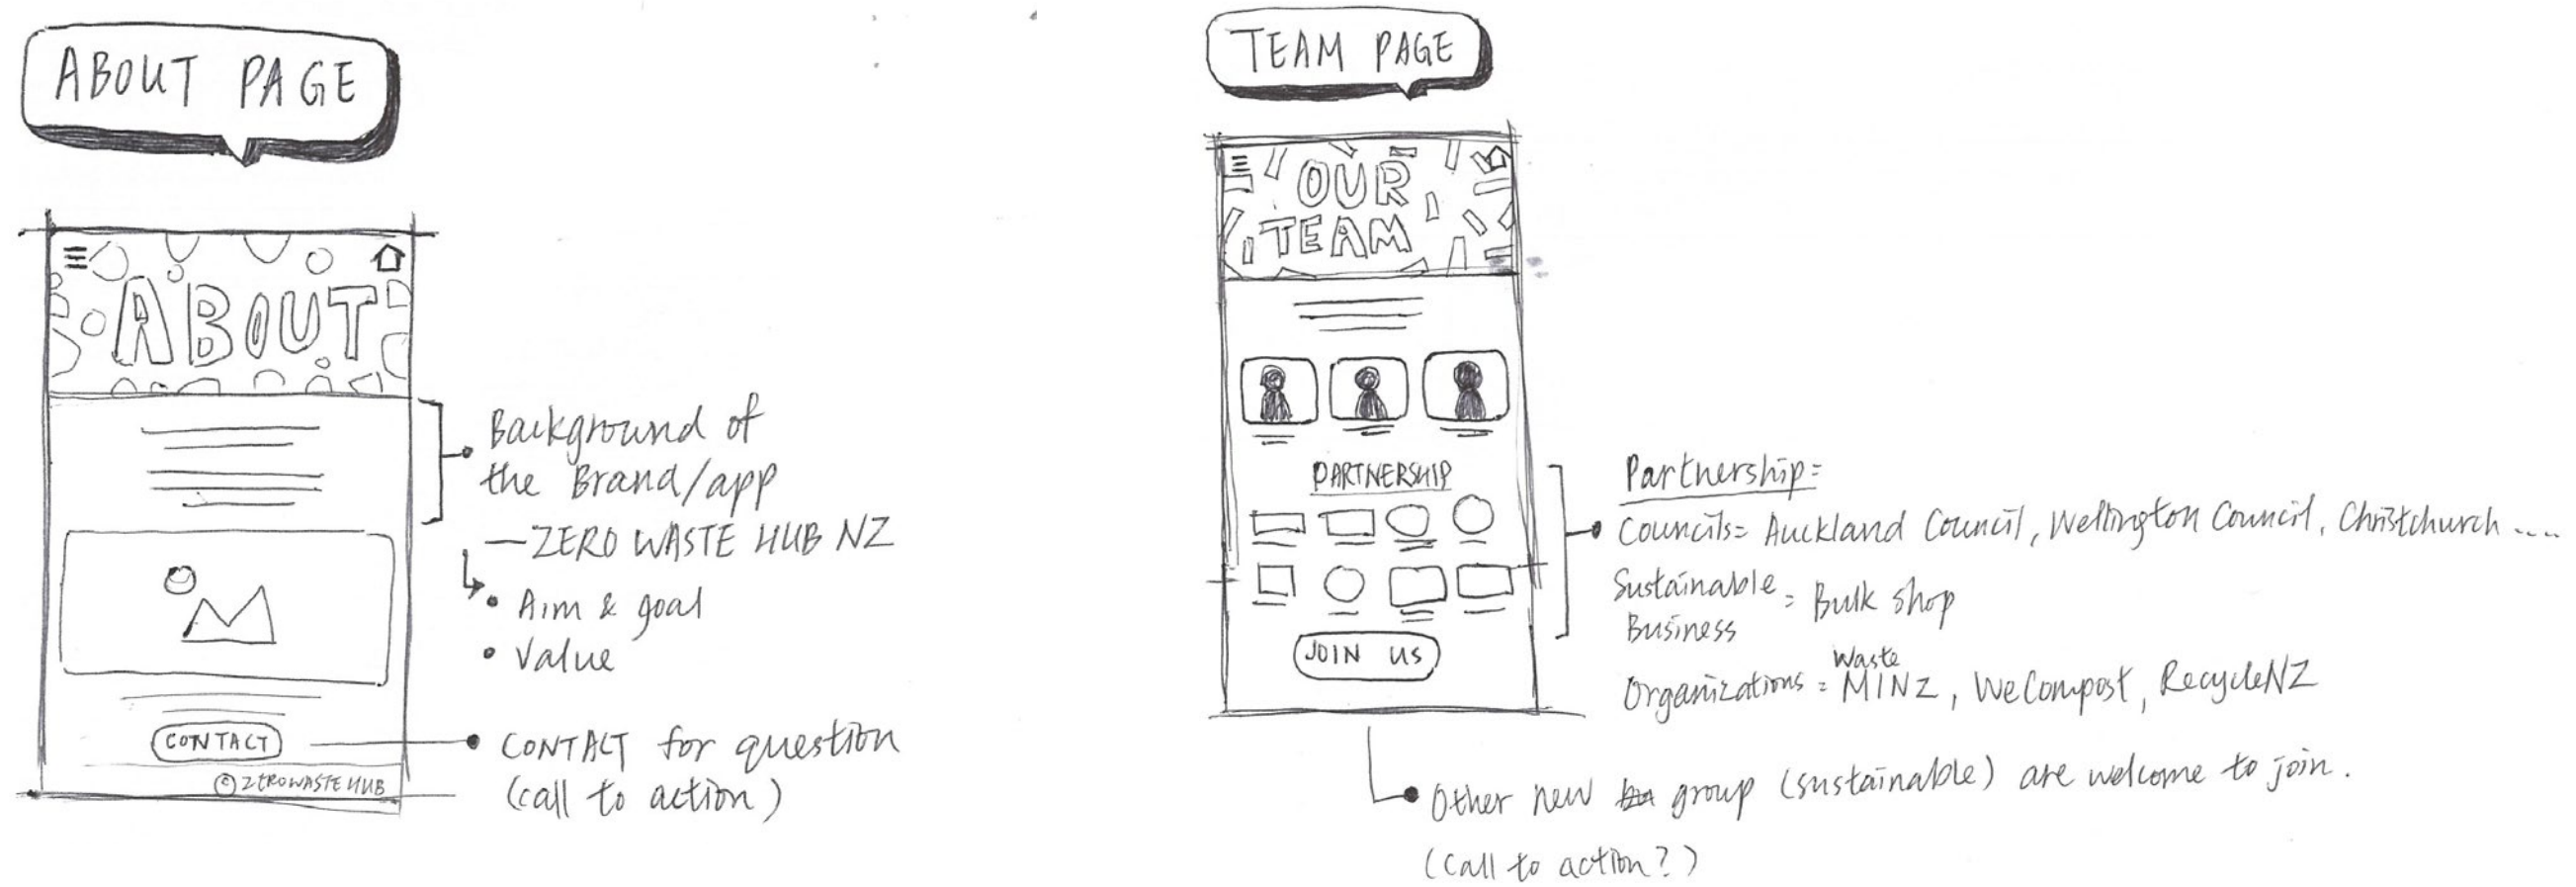 ABOUT PAGE
ABOUT
Background of
the Brand/app
— ZERO WASTE HUB NZ
• Aim & goal
• Value
CONTACT
CONTACT for question
(call to action)
© ZEROWASTE HUB
TEAM PAGE
OUR
TEAM
PARTNERSHIP
JOIN US
Partnership:
Councils: Auckland Council, Wellington Council, Christchurch ....
Sustainable
Business : Bulk shop
Waste
Organizations : MINZ, WeCompost, RecycleNZ
Other new group (sustainable) are welcome to join.
(call to action?)